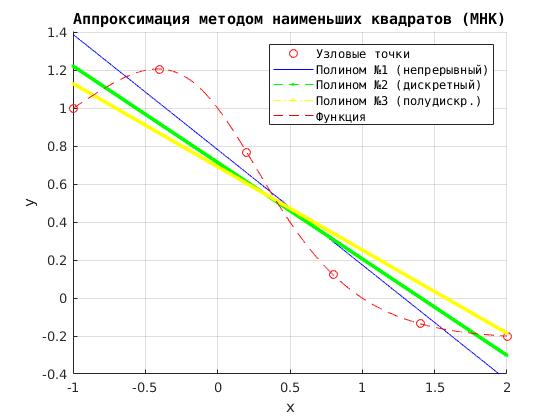 Аппроксимация методом наименьших квадратов (МНК)
1.4
1.2
1
0.8
0.6
0.4
0.2
0
-0.2
-0.4
y
Узловые точки
Полином №1 (непрерывный)
Полином №2 (дискретный)
Полином №3 (полудискр.)
Функция
-1
-0.5
0
0.5
1
1.5
2
x